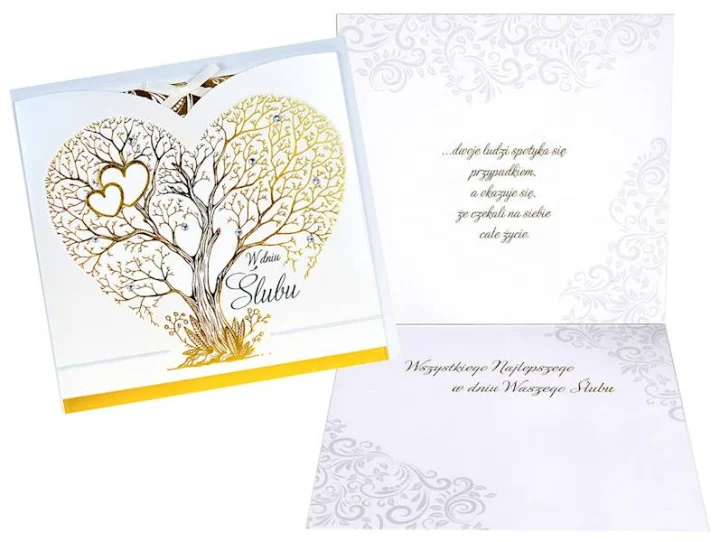 W dniu
Ślubu
...dwoje ludzi spotyka się
przypadkiem,
a okazuje się,
że czekali na siebie
całe życie.
Wszystkiego Najlepszego
w dniu Waszego Ślubu